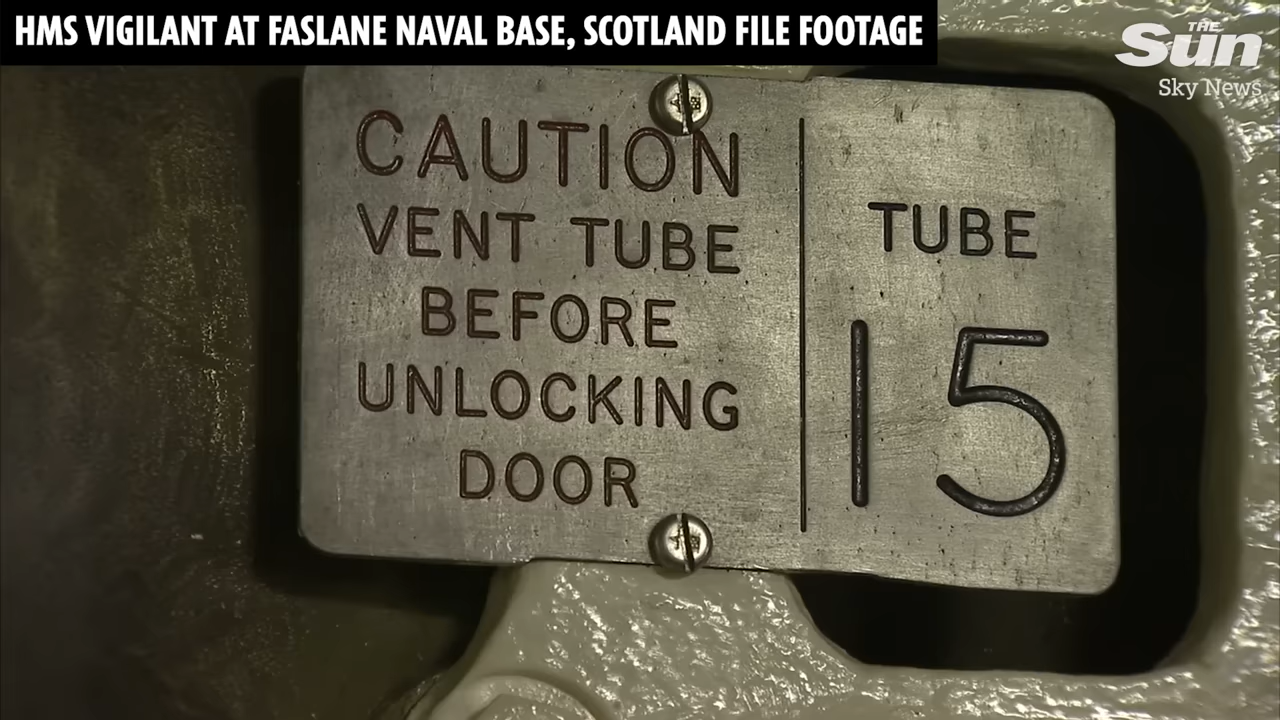 HMS VIGILANT AT FASLANE NAVAL BASE, SCOTLAND FILE FOOTAGE
THE
Sun
Sky News
CAUTION
VENT TUBE
BEFORE
UNLOCKING
DOOR
TUBE
15